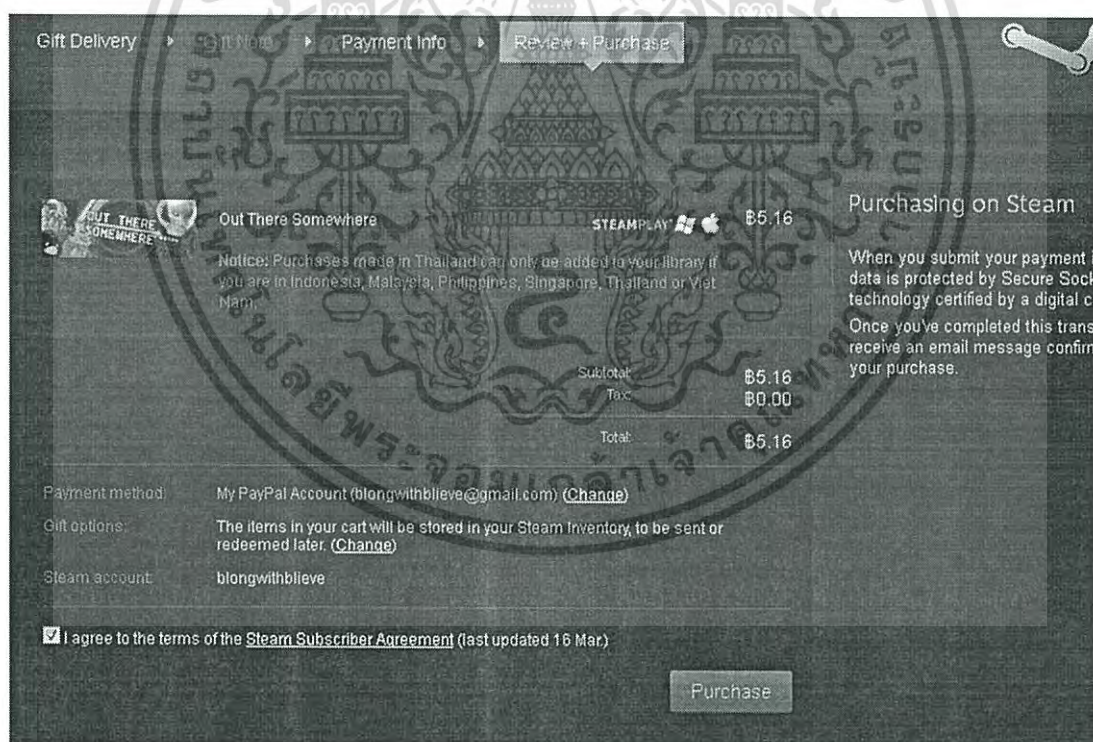 Gift Delivery ▸ Gift Note ▸ Payment Info ▸ Review + Purchase
OUT THERE
SOMEWHERE
Out There Somewhere
STEAMPLAY
฿5.16
Notice: Purchases made in Thailand can only be added to your library if
you are in Indonesia, Malaysia, Philippines, Singapore, Thailand or Viet
Nam.
Subtotal: ฿5.16
Tax: ฿0.00
Total: ฿5.16
Payment method: My PayPal Account (blongwithblieve@gmail.com) (Change)
Gift options: The items in your cart will be stored in your Steam Inventory, to be sent or
redeemed later. (Change)
Steam account: blongwithblieve
I agree to the terms of the Steam Subscriber Agreement (last updated 16 Mar.)
Purchase
Purchasing on Steam
When you submit your payment i
data is protected by Secure Sock
technology certified by a digital c
Once you've completed this trans
receive an email message confirm
your purchase.